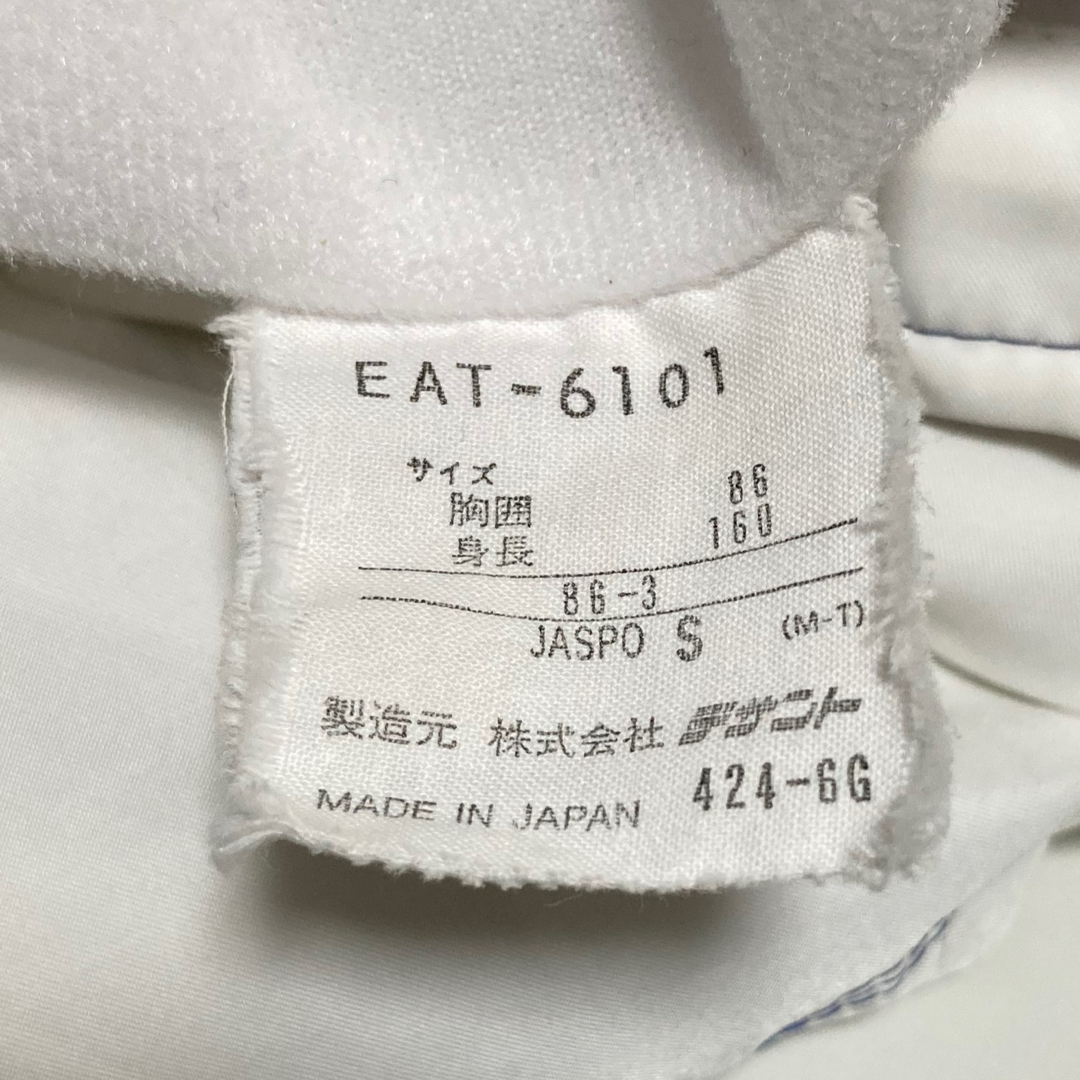 EAT-6101
サイズ
胸囲 86
身長 160
86-3
JASPO S (M-T)
製造元 株式会社 デサント
MADE IN JAPAN 424-6G